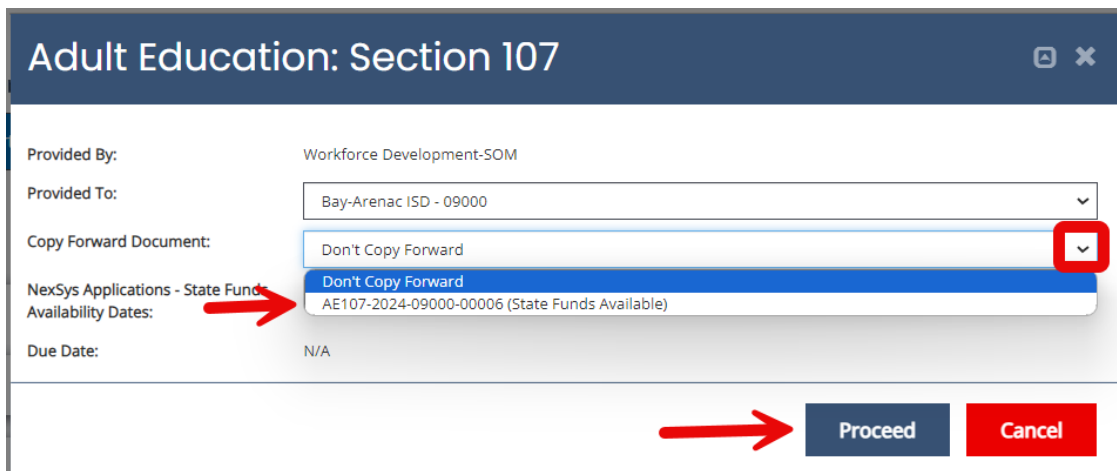 Adult Education: Section 107
Provided By:
Workforce Development-SOM
Provided To:
Bay-Arenac ISD - 09000
Copy Forward Document:
Don't Copy Forward
Don't Copy Forward
AE107-2024-09000-00006 (State Funds Available)
NexSys Applications - State Funds
Availability Dates:
Due Date:
N/A
Proceed
Cancel